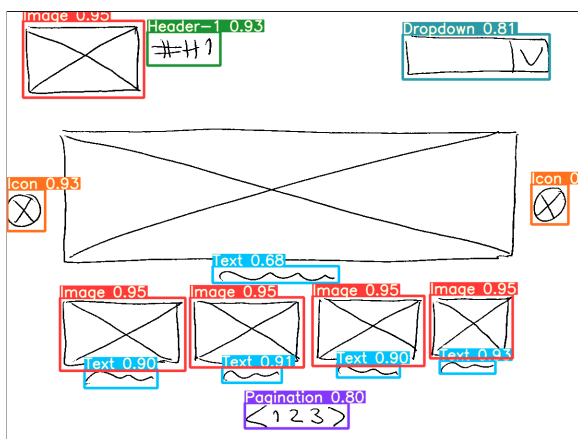 Image 0.95
Header-1 0.93
#H1
Dropdown 0.81
Icon 0.93
Icon 0
Text 0.68
Image 0.95
Image 0.95
Image 0.95
Image 0.95
Text 0.90
Text 0.91
Text 0.90
Text 0.93
Pagination 0.80
<123>